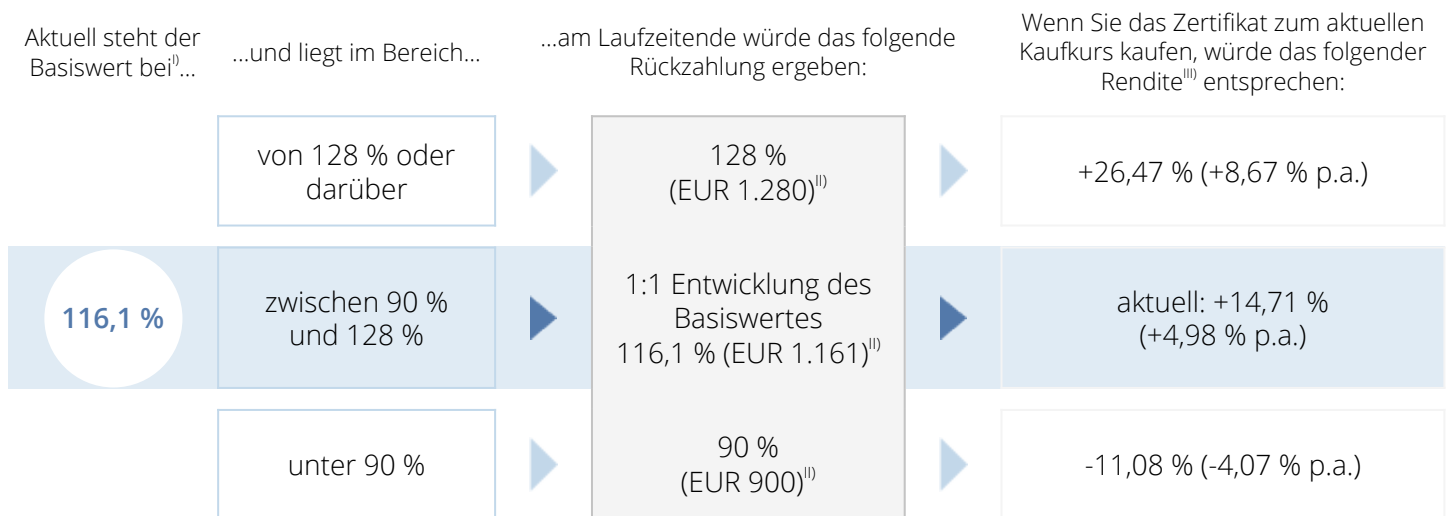 Aktuell steht der
Basiswert bei^I)...
...und liegt im Bereich...
...am Laufzeitende würde das folgende
Rückzahlung ergeben:
Wenn Sie das Zertifikat zum aktuellen
Kaufkurs kaufen, würde das folgender
Rendite^III) entsprechen:
von 128 % oder
darüber
128 %
(EUR 1.280)^II)
+26,47 % (+8,67 % p.a.)
116,1 %
zwischen 90 %
und 128 %
1:1 Entwicklung des
Basiswertes
116,1 % (EUR 1.161)^II)
aktuell: +14,71 %
(+4,98 % p.a.)
unter 90 %
90 %
(EUR 900)^II)
-11,08 % (-4,07 % p.a.)